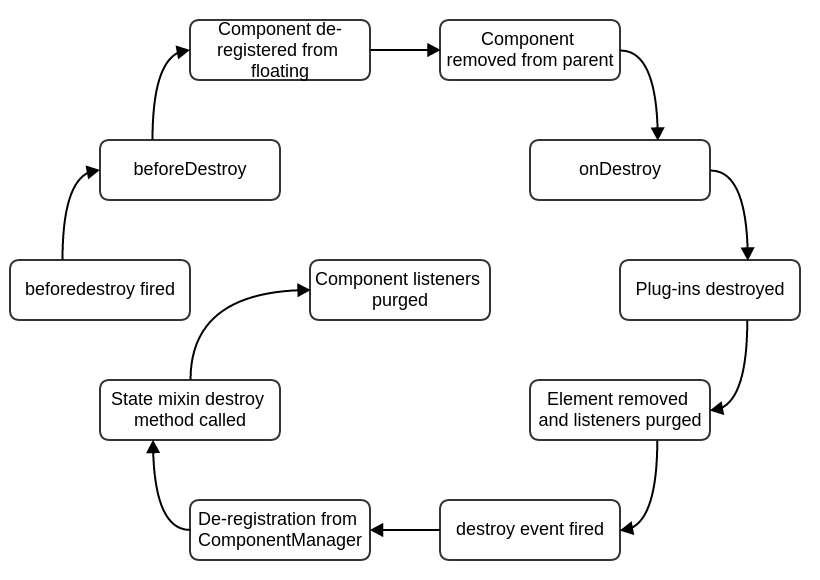 Component de-
registered from
floating
Component
removed from parent
beforeDestroy
onDestroy
beforedestroy fired
Component listeners
purged
Plug-ins destroyed
State mixin destroy
method called
Element removed
and listeners purged
De-registration from
ComponentManager
destroy event fired